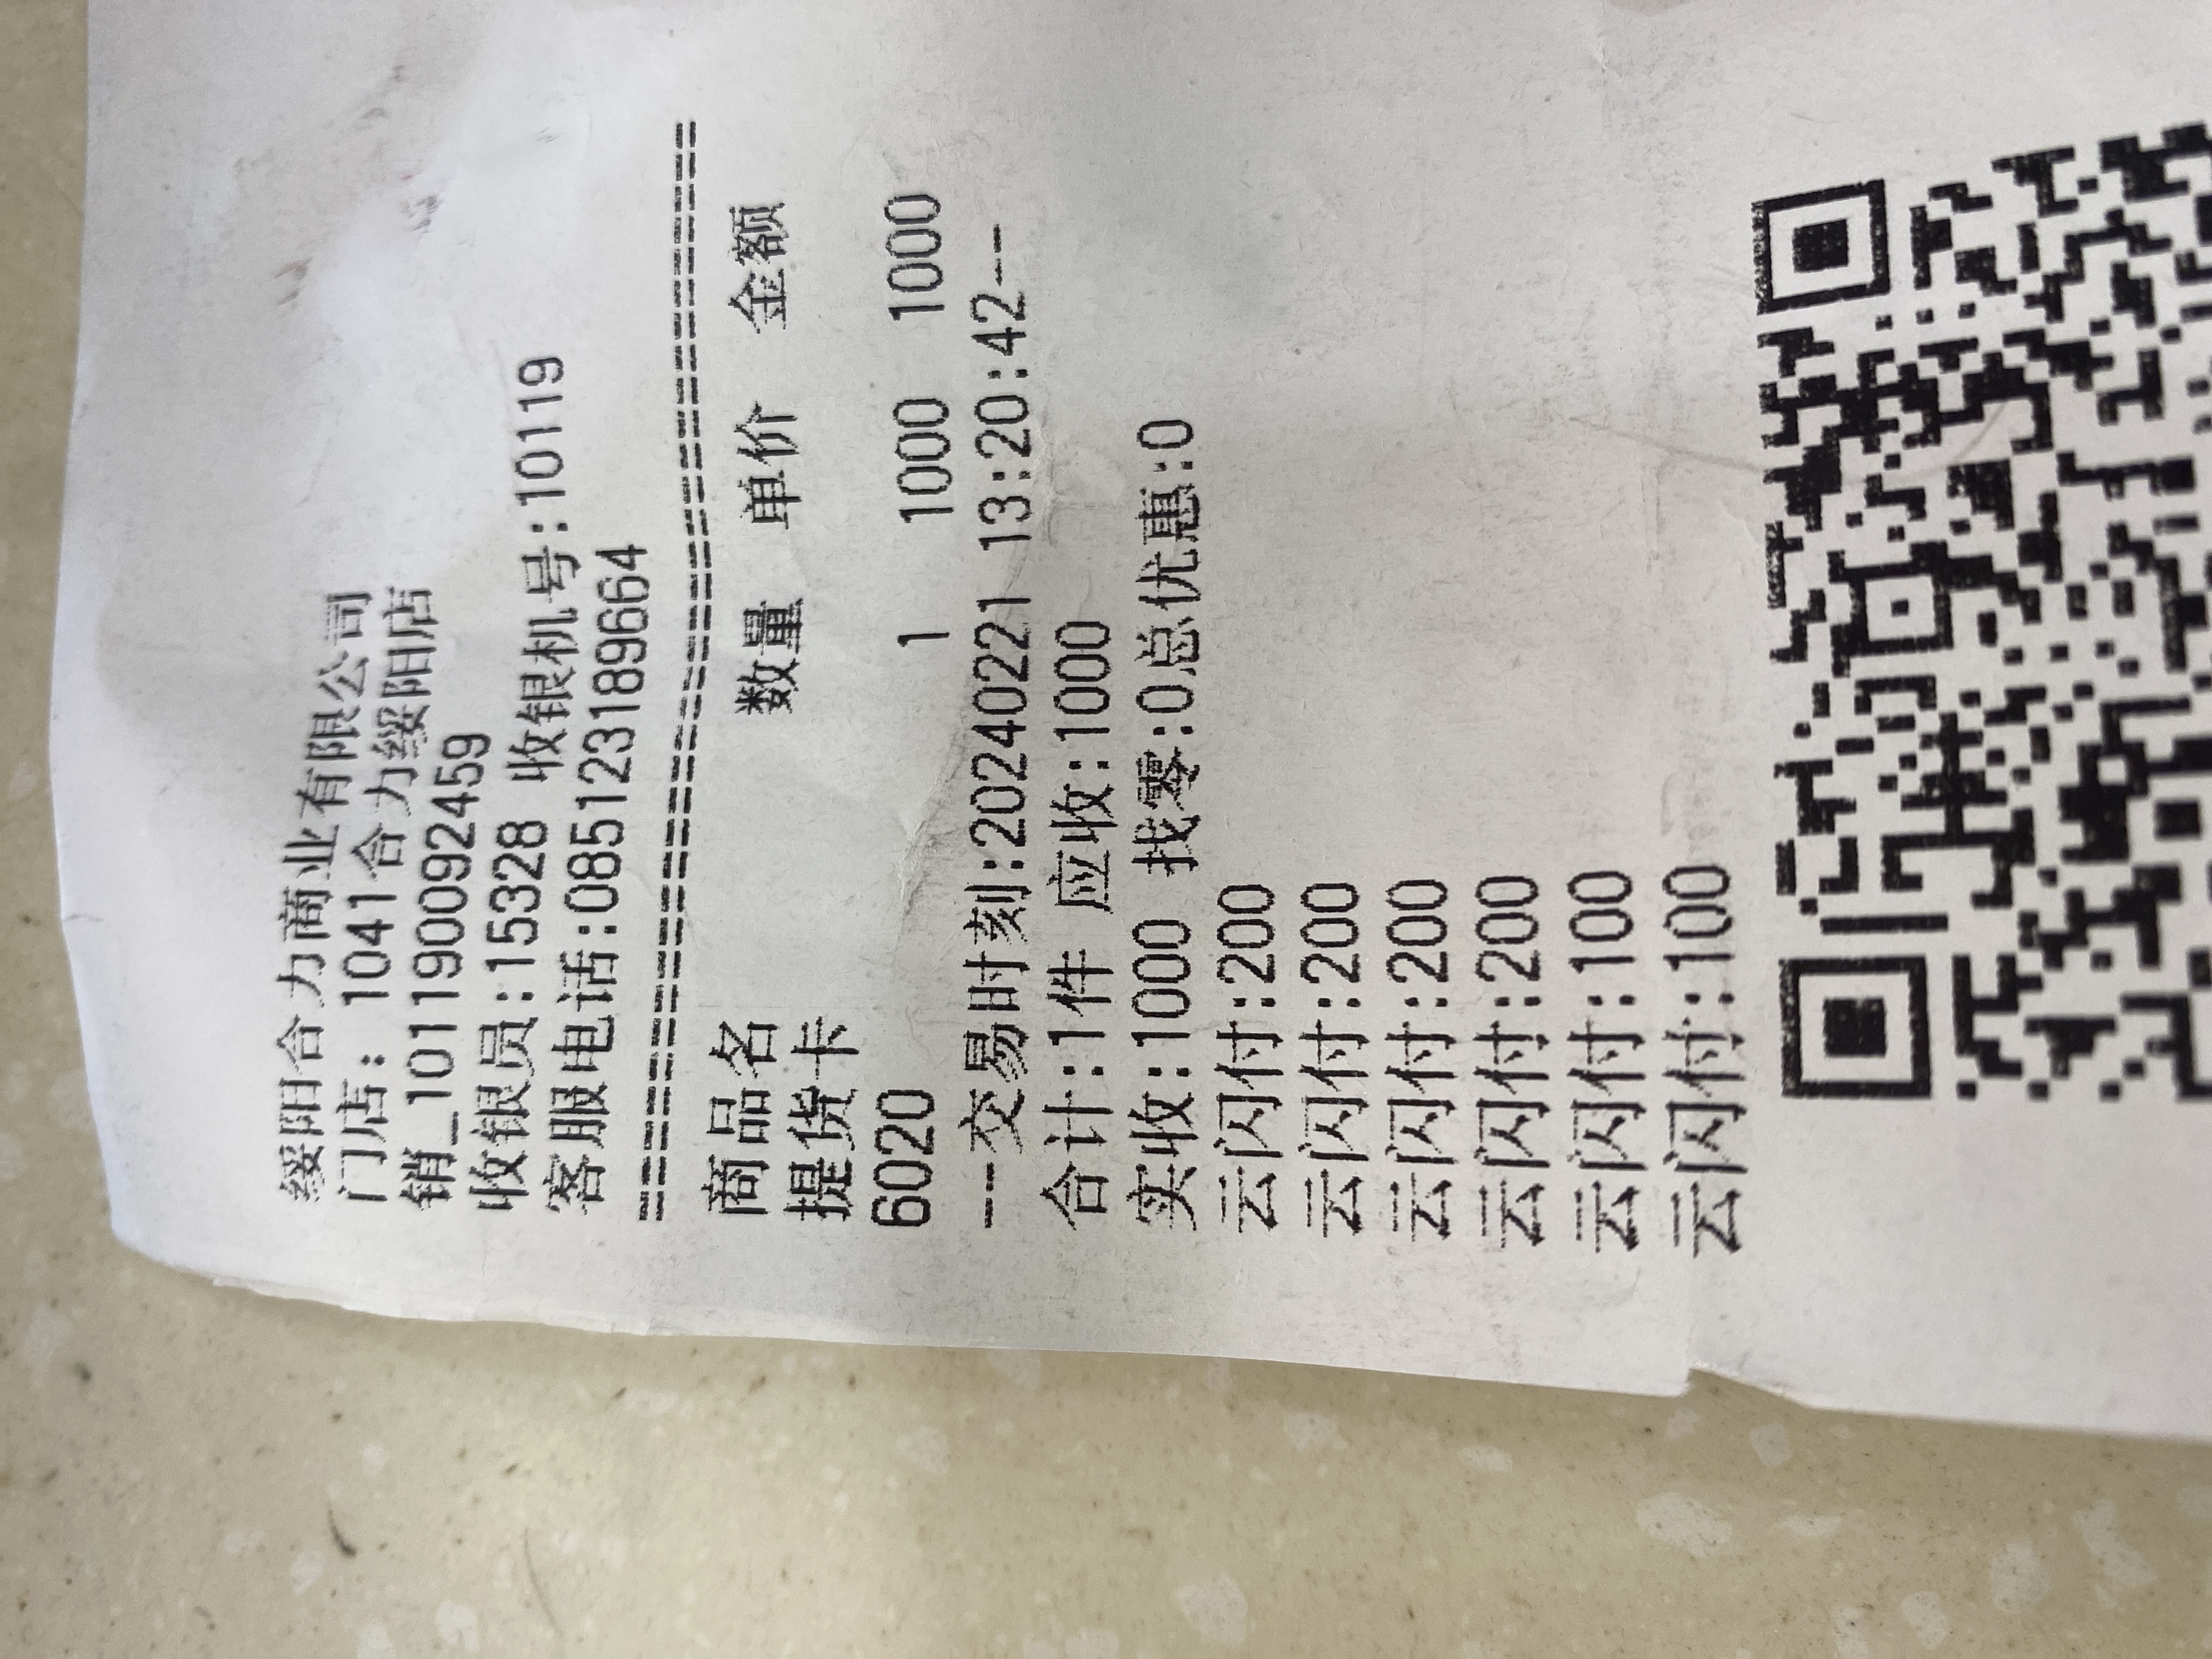 绥阳合力商业有限公司
门店: 1041合力绥阳店
销_101190092459
收银员:15328 收银机号:10119
客服电话:085123189664
================================
商品名 数量 单价 金额
提货卡
6020 1 1000 1000
--交易时刻:20240221 13:20:42--
合计:1件 应收:1000
实收:1000 找零:0总优惠:0
云闪付:200
云闪付:200
云闪付:200
云闪付:200
云闪付:100
云闪付:100